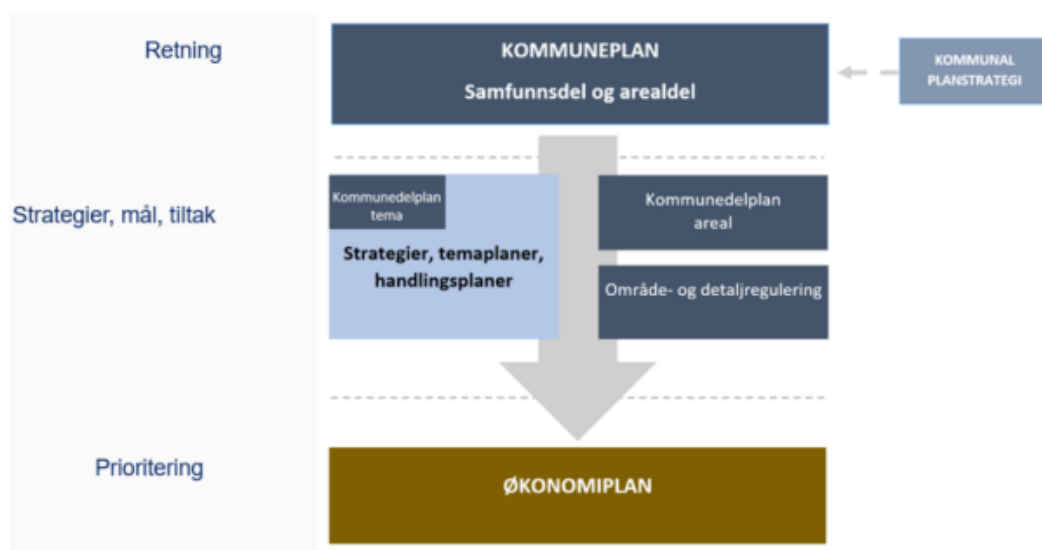 Retning
KOMMUNEPLAN
Samfunnsdel og arealdel
KOMMUNAL
PLANSTRATEGI
Strategier, mål, tiltak
Kommunedelplan
tema
Strategier, temaplaner,
handlingsplaner
Kommunedelplan
areal
Område- og detaljregulering
Prioritering
ØKONOMIPLAN